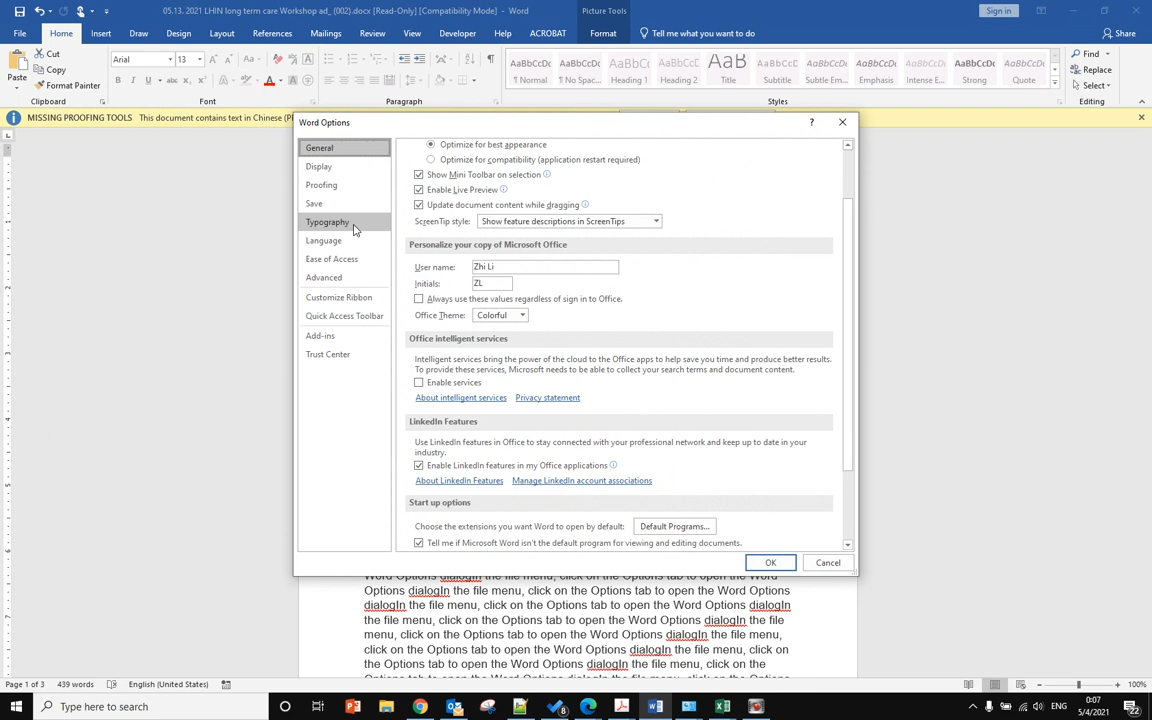 05.13. 2021 LHIN long term care Workshop ad_ (002).docx [Read-Only] [Compatibility Mode] - Word
Picture Tools
Sign in
File Home Insert Draw Design Layout References Mailings Review View Developer Help ACROBAT Format Tell me what you want to do Share
Paste
Cut
Copy
Format Painter
Clipboard
Arial 13
Font
Paragraph
AaBbCcDc AaBbCcDc AaBbCc AaBbCcC AaB AaBbCcC AaBbCcDc AaBbCcDc AaBbCcDc AaBbCcDc AaBbCcDc
¶ Normal ¶ No Spac... Heading 1 Heading 2 Title Subtitle Subtle Em... Emphasis Intense E... Strong Quote
Styles
Find
Replace
Select
Editing
MISSING PROOFING TOOLS This document contains text in Chinese (P
Word Options
General
Display
Proofing
Save
Typography
Language
Ease of Access
Advanced
Customize Ribbon
Quick Access Toolbar
Add-ins
Trust Center
Optimize for best appearance
Optimize for compatibility (application restart required)
Show Mini Toolbar on selection
Enable Live Preview
Update document content while dragging
ScreenTip style: Show feature descriptions in ScreenTips
Personalize your copy of Microsoft Office
User name: Zhi Li
Initials: ZL
Always use these values regardless of sign in to Office.
Office Theme: Colorful
Office intelligent services
Intelligent services bring the power of the cloud to the Office apps to help save you time and produce better results.
To provide these services, Microsoft needs to be able to collect your search terms and document content.
Enable services
About intelligent services Privacy statement
LinkedIn Features
Use LinkedIn features in Office to stay connected with your professional network and keep up to date in your
industry.
Enable LinkedIn features in my Office applications
About LinkedIn Features Manage LinkedIn account associations
Start up options
Choose the extensions you want Word to open by default: Default Programs...
Tell me if Microsoft Word isn't the default program for viewing and editing documents.
OK Cancel
Word Options dialogIn the file menu, click on the Options tab to open the Word
Options dialogIn the file menu, click on the Options tab to open the Word Options
dialogIn the file menu, click on the Options tab to open the Word Options dialogIn
the file menu, click on the Options tab to open the Word Options dialogIn the file
menu, click on the Options tab to open the Word Options dialogIn the file menu,
click on the Options tab to open the Word Options dialogIn the file menu, click on
the Options tab to open the Word Options dialogIn the file menu, click on the
Options tab to open the Word Options dialogIn the file menu, click on the Options
Page 1 of 3 439 words English (United States) 100%
Type here to search
8
ENG
0:07
5/4/2021
22